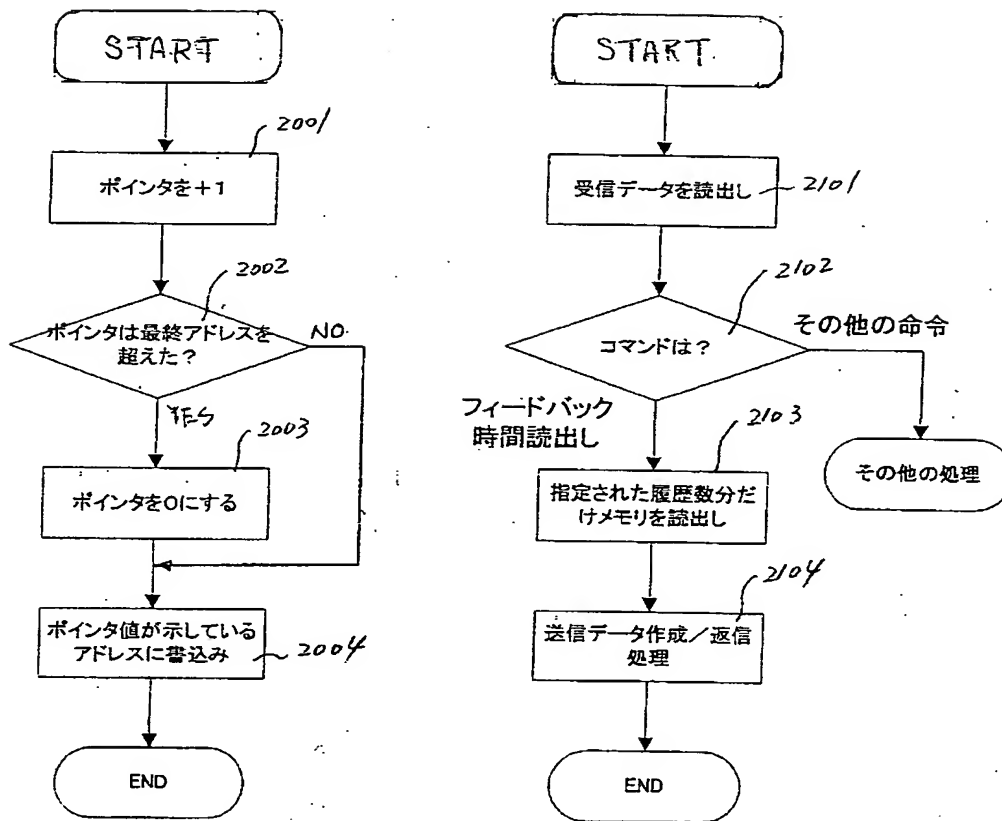 START
2001
ポインタを+1
2002
ポインタは最終アドレスを
超えた？
NO
YES
2003
ポインタを0にする
ポインタ値が示している
アドレスに書込み
2004
END
START
受信データを読出し
2101
2102
コマンドは？
その他の命令
フィードバック
時間読出し
2103
その他の処理
指定された履歴数分だ
けメモリを読出し
2104
送信データ作成／返信
処理
END